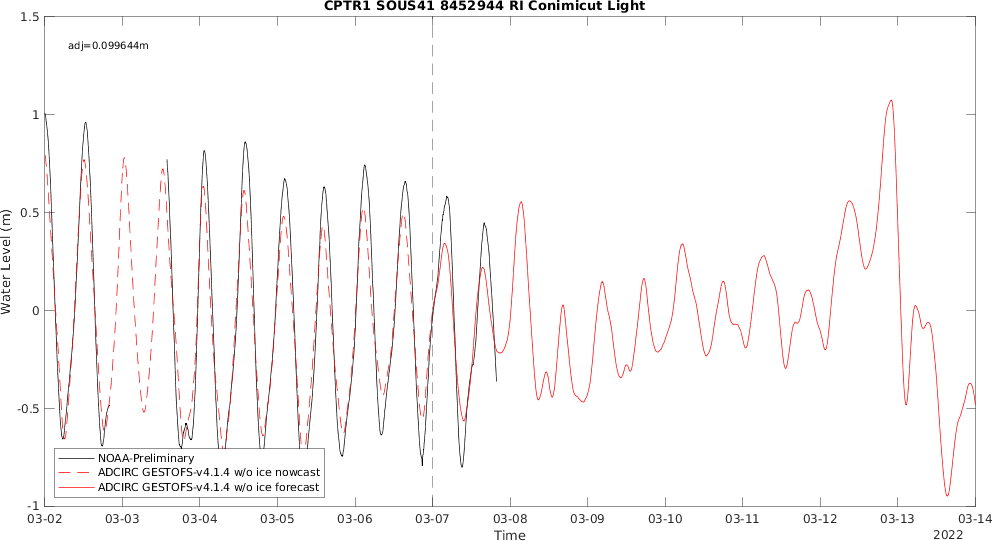 CPTR1 SOUS41 8452944 RI Conimicut Light
adj=0.099644m
Water Level (m)
1.5
1
0.5
0
-0.5
-1
NOAA-Preliminary
ADCIRC GESTOFS-v4.1.4 w/o ice nowcast
ADCIRC GESTOFS-v4.1.4 w/o ice forecast
03-02 03-03 03-04 03-05 03-06 03-07 03-08 03-09 03-10 03-11 03-12 03-13 03-14
Time
2022